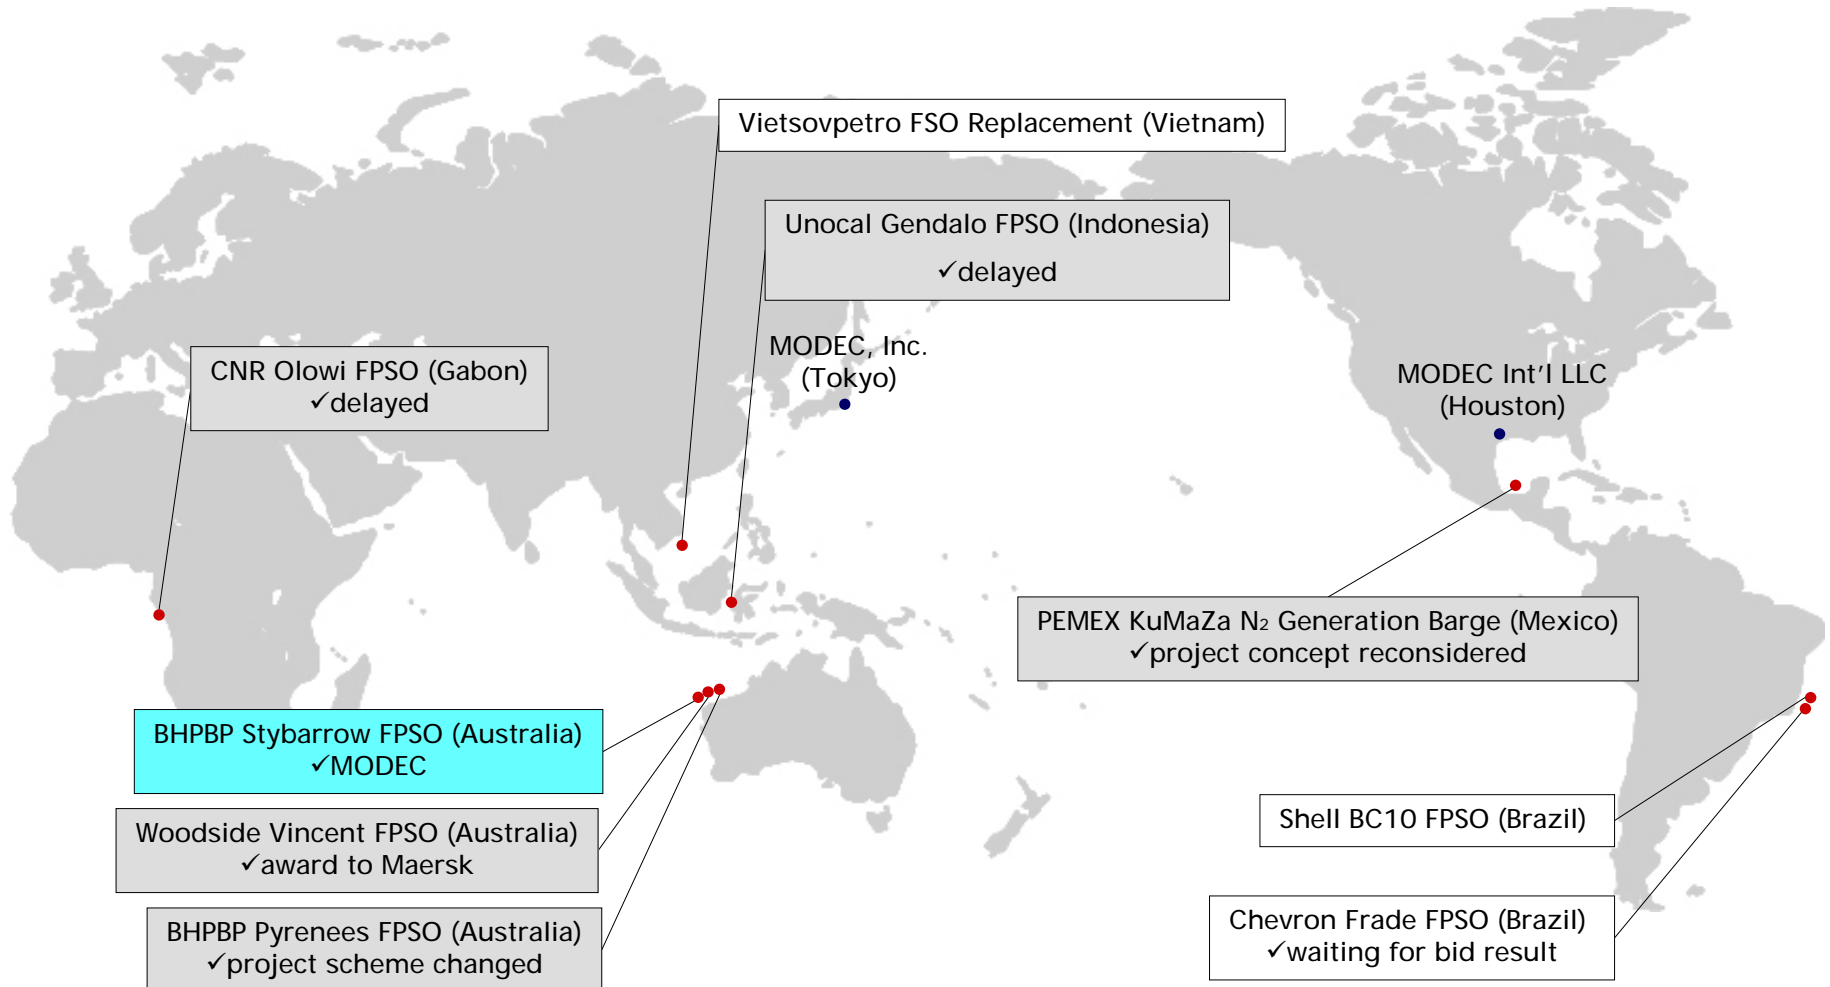 Vietsovpetro FSO Replacement (Vietnam)
Unocal Gendalo FPSO (Indonesia)
✓delayed
MODEC, Inc.
(Tokyo)
CNR Olowi FPSO (Gabon)
✓delayed
MODEC Int'l LLC
(Houston)
PEMEX KuMaZa N₂ Generation Barge (Mexico)
✓project concept reconsidered
BHPBP Stybarrow FPSO (Australia)
✓MODEC
Woodside Vincent FPSO (Australia)
✓award to Maersk
BHPBP Pyrenees FPSO (Australia)
✓project scheme changed
Shell BC10 FPSO (Brazil)
Chevron Frade FPSO (Brazil)
✓waiting for bid result